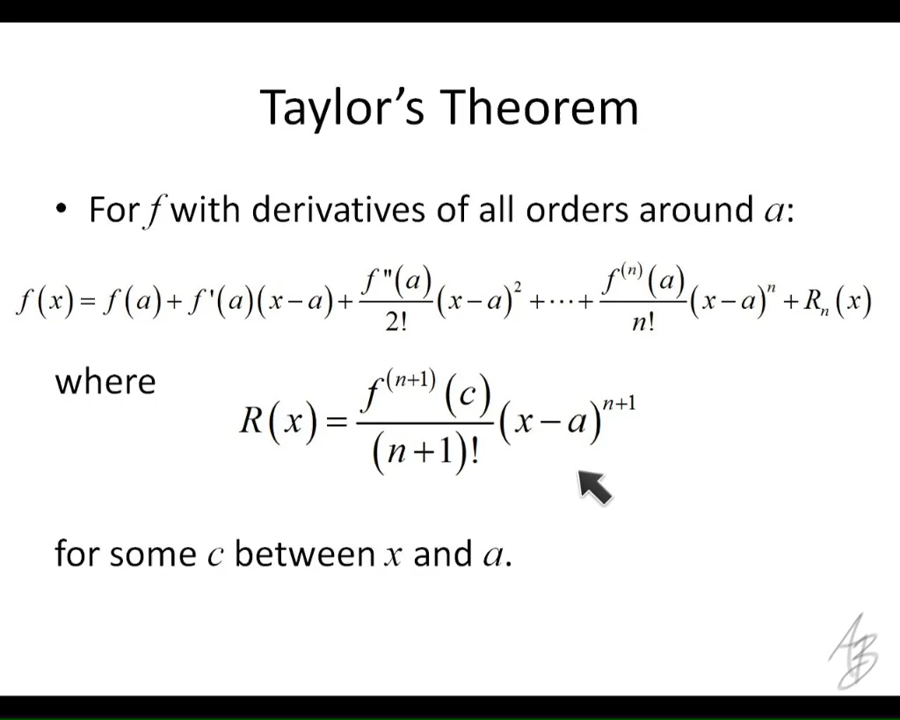 Taylor's Theorem
• For f with derivatives of all orders around a:
f(x) = f(a) + f'(a)(x−a) + f"(a)/2! (x−a)² + ⋯ + f⁽ⁿ⁾(a)/n! (x−a)ⁿ + Rₙ(x)
where
R(x) = f⁽ⁿ⁺¹⁾(c)/(n+1)! (x−a)ⁿ⁺¹
for some c between x and a.